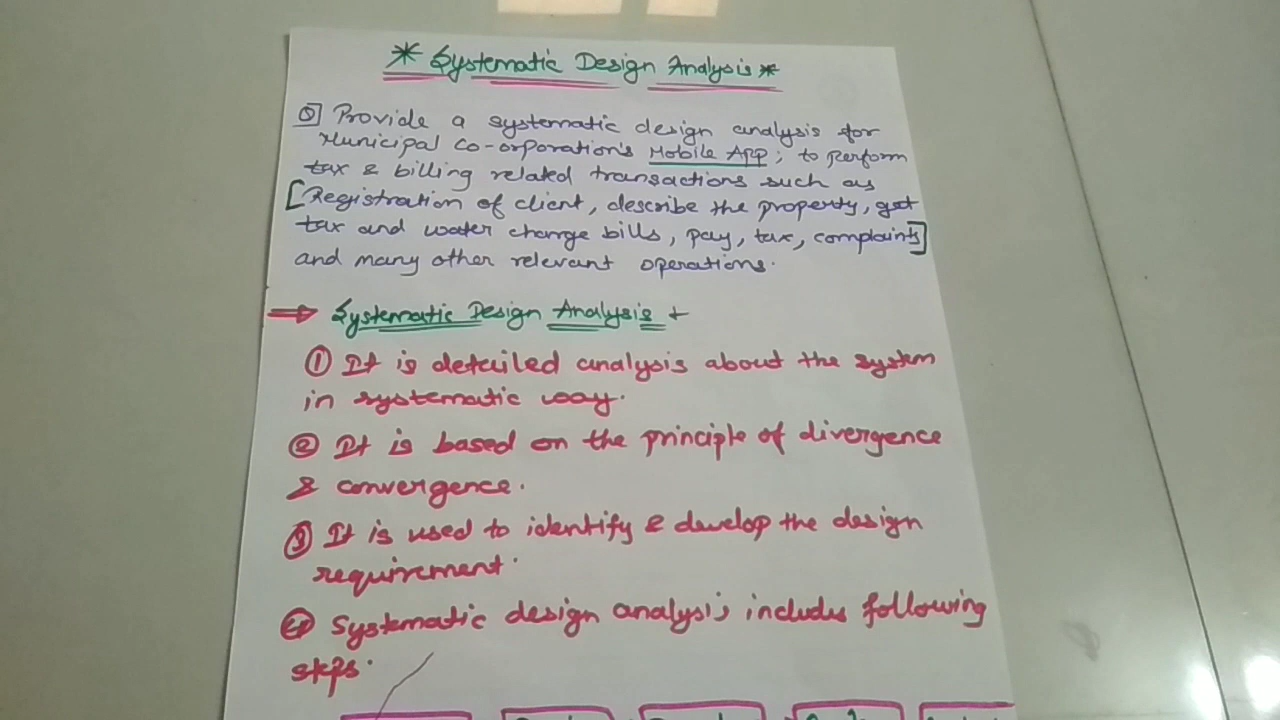 * Systematic Design Analysis *
Q] Provide a systematic design analysis for
Municipal Co-orporation's Mobile App; to perform
tax & billing related transactions such as
[Registration of client, describe the property, get
tax and water charge bills, pay, tax, complaints]
and many other relevant operations.
⇒ Systematic Design Analysis +
① It is detailed analysis about the system
in systematic way.
② It is based on the principle of divergence
& convergence.
③ It is used to identify & develop the design
requirement.
④ Systematic design analysis includes following
steps.